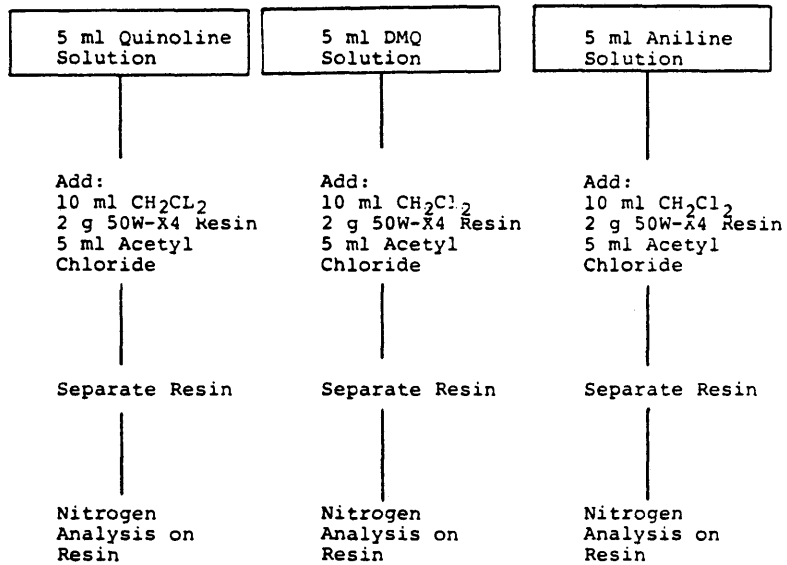 5 ml Quinoline
Solution
Add:
10 ml CH₂CL₂
2 g 50W-X4 Resin
5 ml Acetyl
Chloride
Separate Resin
Nitrogen
Analysis on
Resin
5 ml DMQ
Solution
Add:
10 ml CH₂Cl₂
2 g 50W-X4 Resin
5 ml Acetyl
Chloride
Separate Resin
Nitrogen
Analysis on
Resin
5 ml Aniline
Solution
Add:
10 ml CH₂Cl₂
2 g 50W-X4 Resin
5 ml Acetyl
Chloride
Separate Resin
Nitrogen
Analysis on
Resin